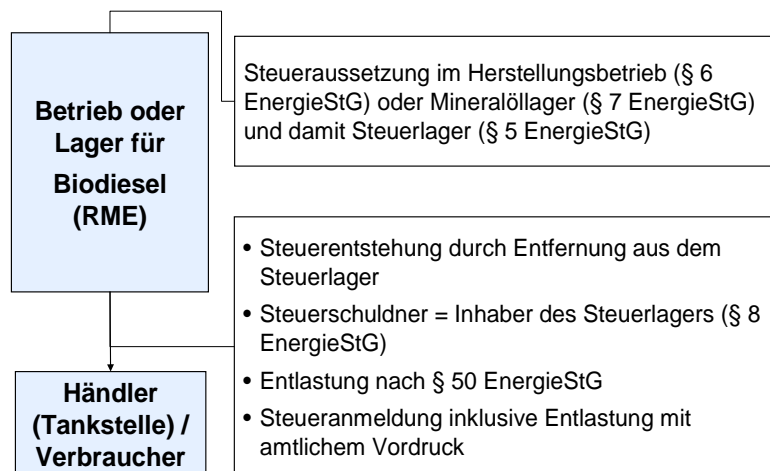 Betrieb oder
Lager für
Biodiesel
(RME)
Steueraussetzung im Herstellungsbetrieb (§ 6
EnergieStG) oder Mineralöllager (§ 7 EnergieStG)
und damit Steuerlager (§ 5 EnergieStG)
• Steuerentstehung durch Entfernung aus dem
Steuerlager
• Steuerschuldner = Inhaber des Steuerlagers (§ 8
EnergieStG)
• Entlastung nach § 50 EnergieStG
• Steueranmeldung inklusive Entlastung mit
amtlichem Vordruck
Händler
(Tankstelle) /
Verbraucher